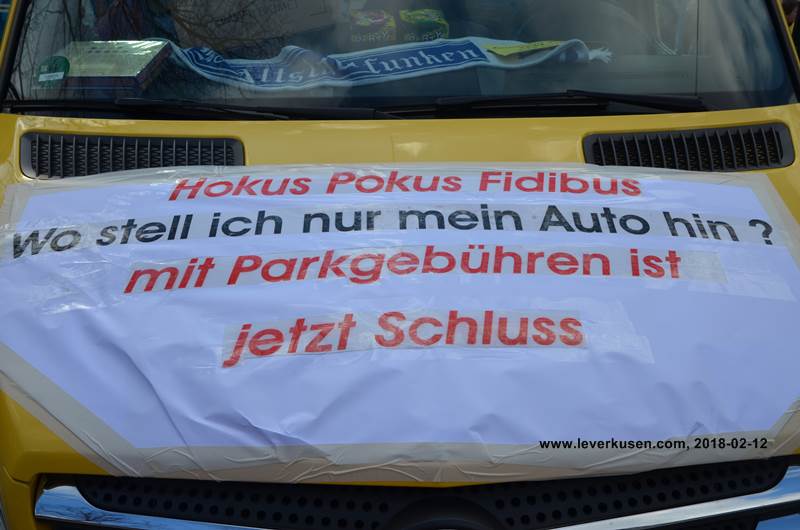 Funken
Hokus Pokus Fidibus
Wo stell ich nur mein Auto hin ?
mit Parkgebühren ist
jetzt Schluss
www.leverkusen.com, 2018-02-12